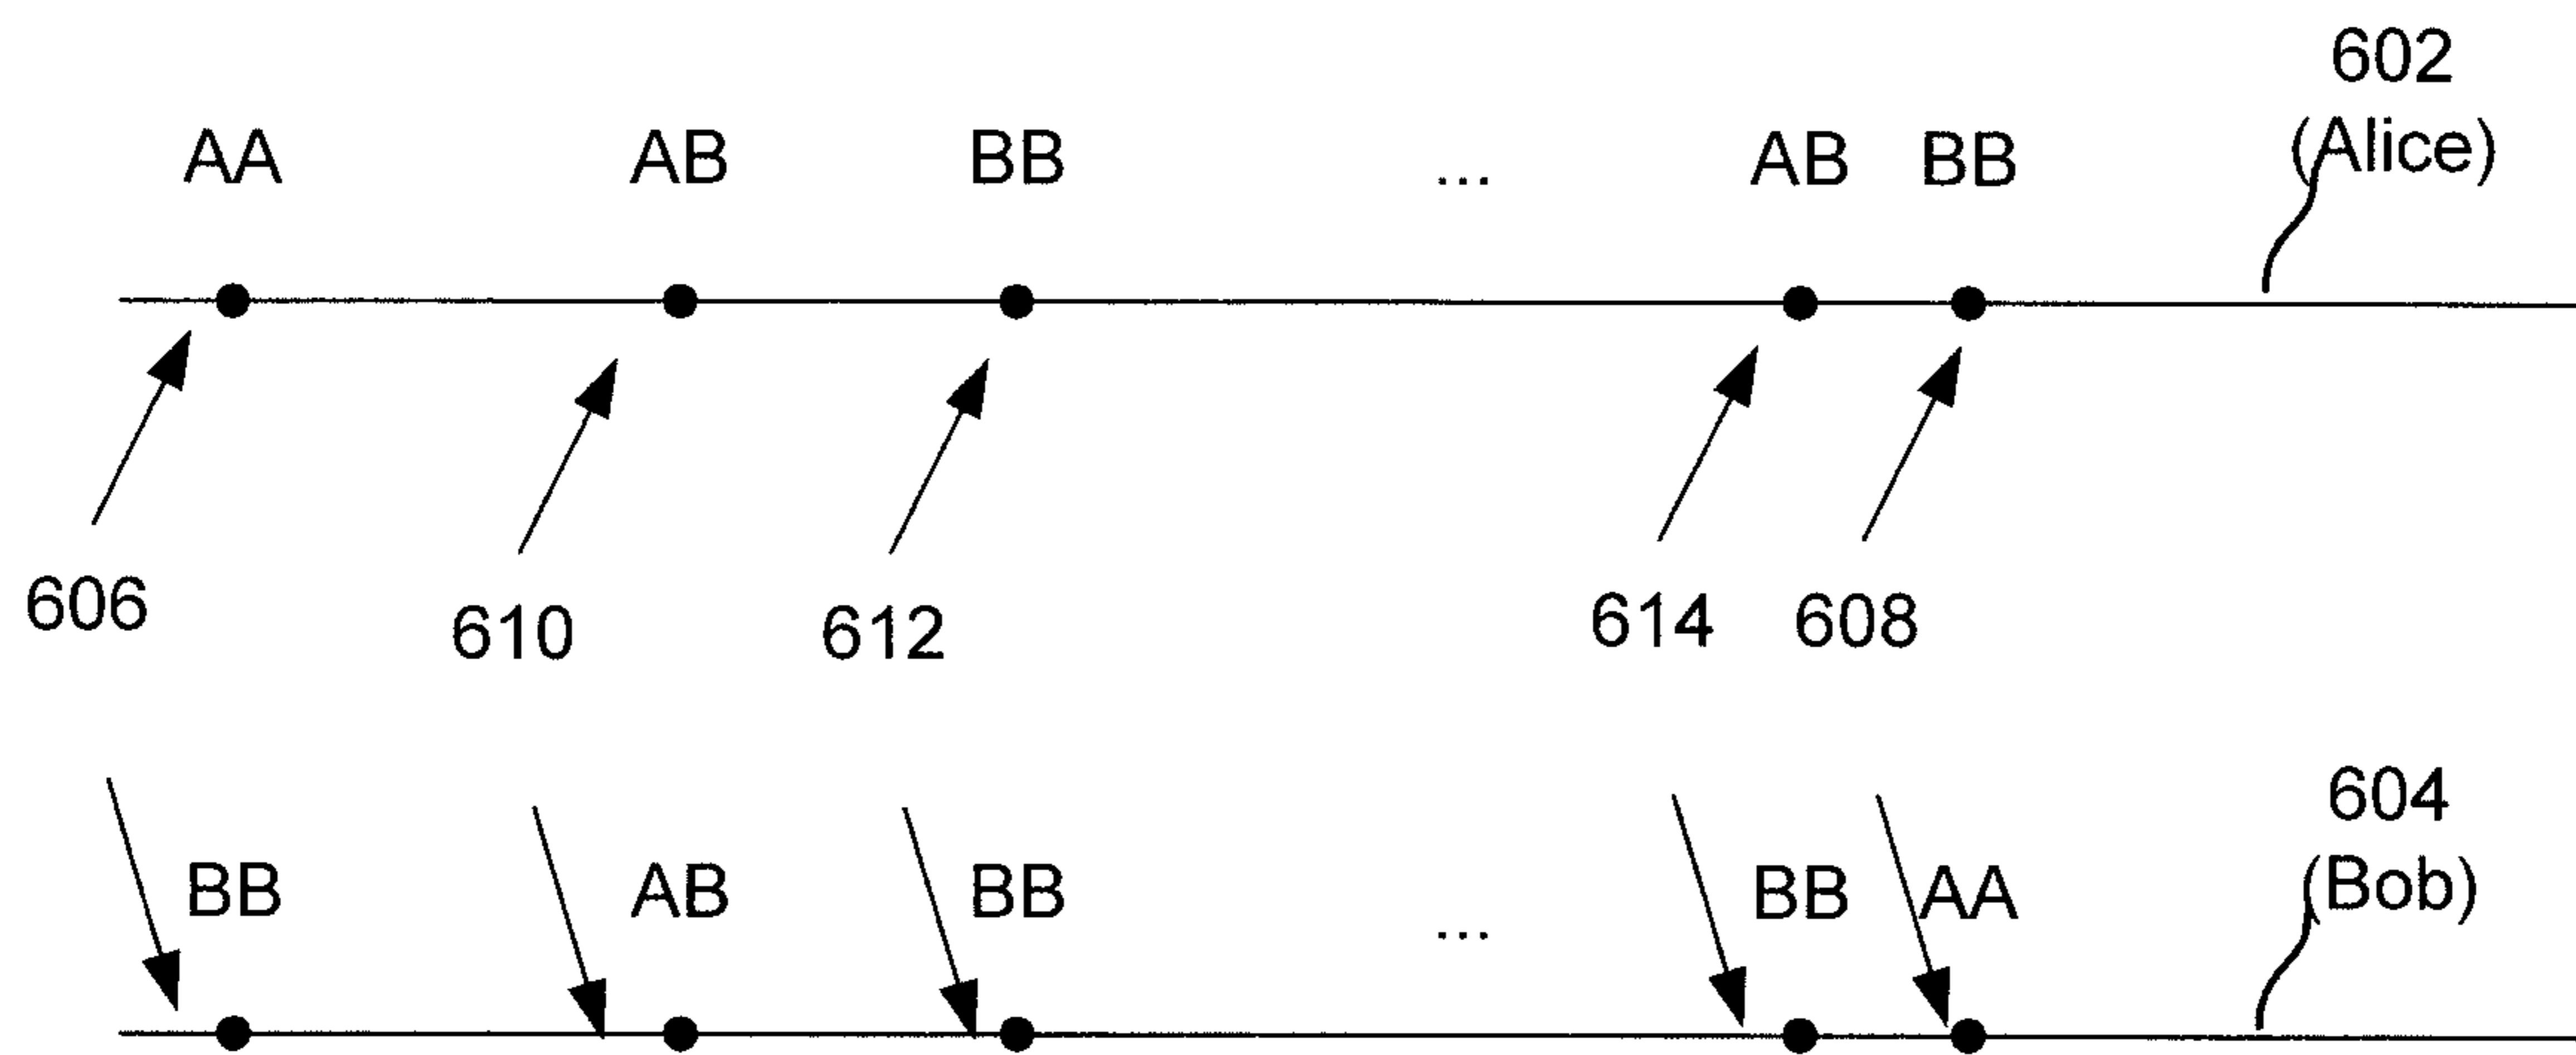 602
(Alice)
AA AB BB ... AB BB
606 610 612 614 608
604
(Bob)
BB AB BB ... BB AA